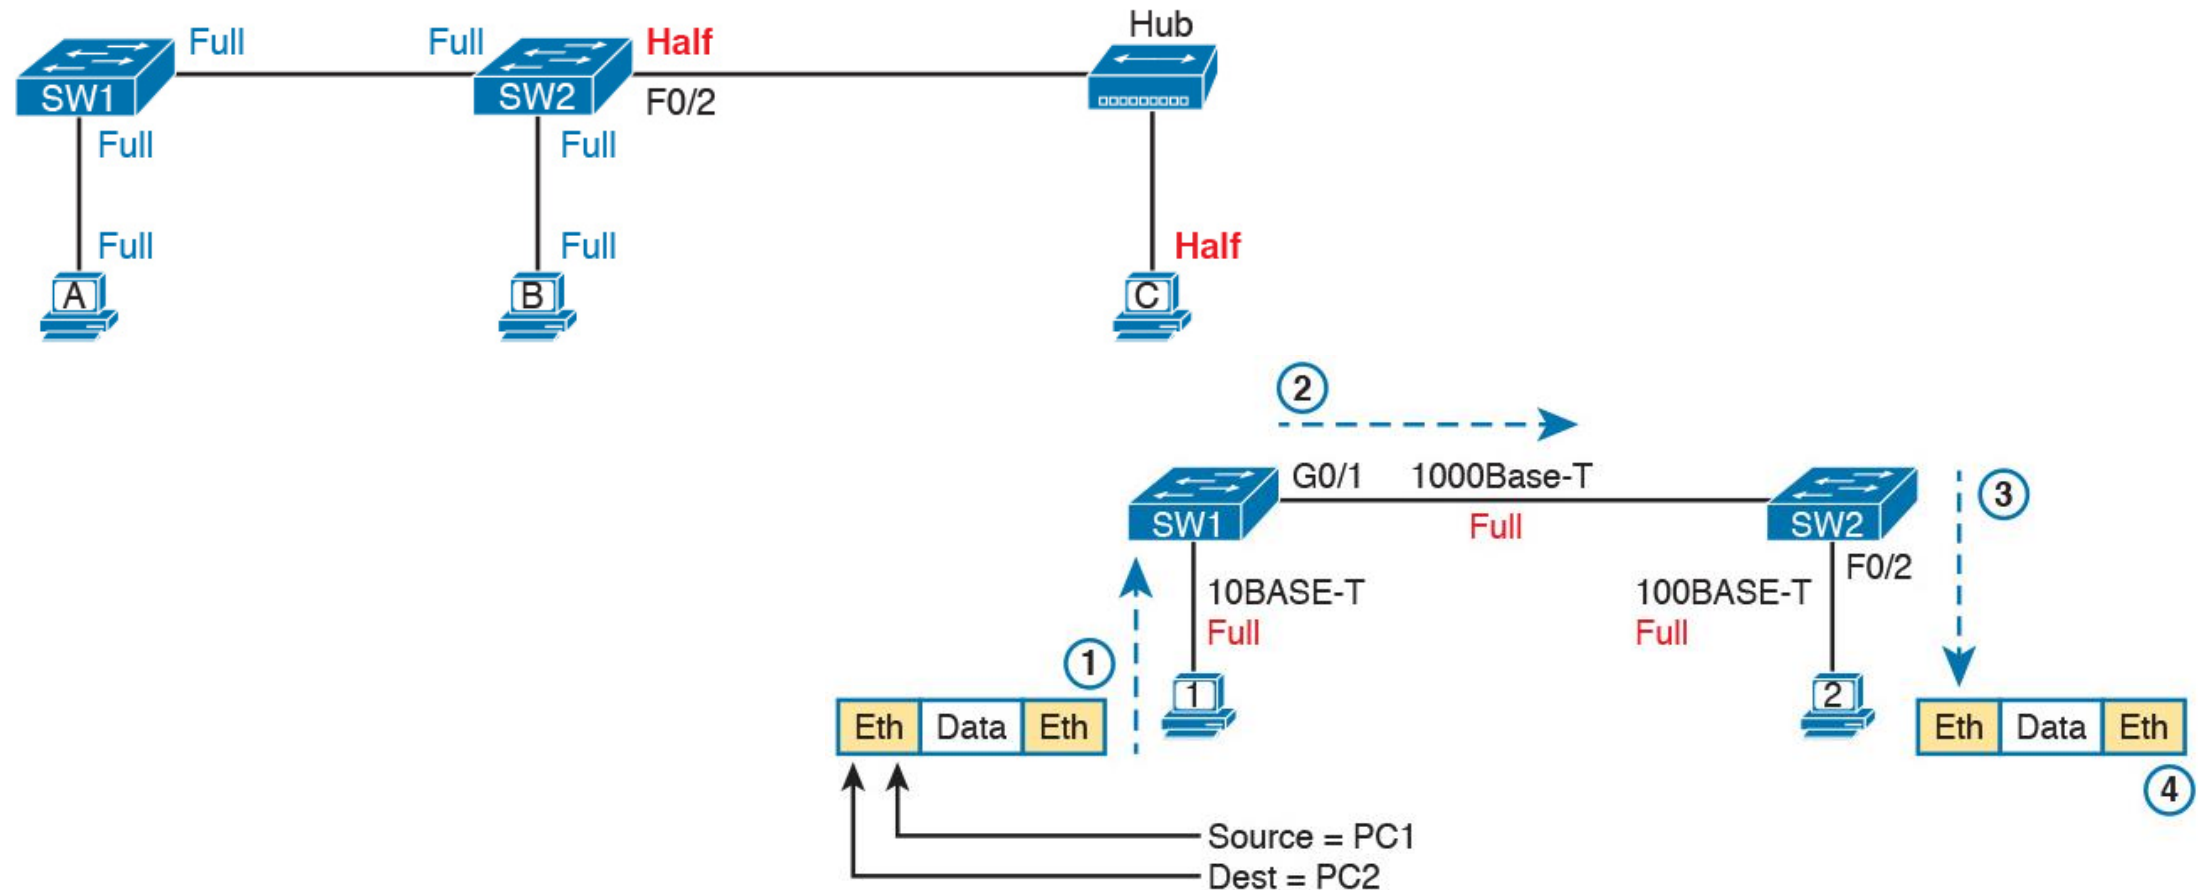 Hub
Full Full Half
SW1 SW2 F0/2
Full Full
Full Full Half
A B C
2
G0/1 1000Base-T
3
SW1 Full SW2
F0/2
10BASE-T 100BASE-T
Full Full
1
1 2
Eth Data Eth
Eth Data Eth
4
Source = PC1
Dest = PC2